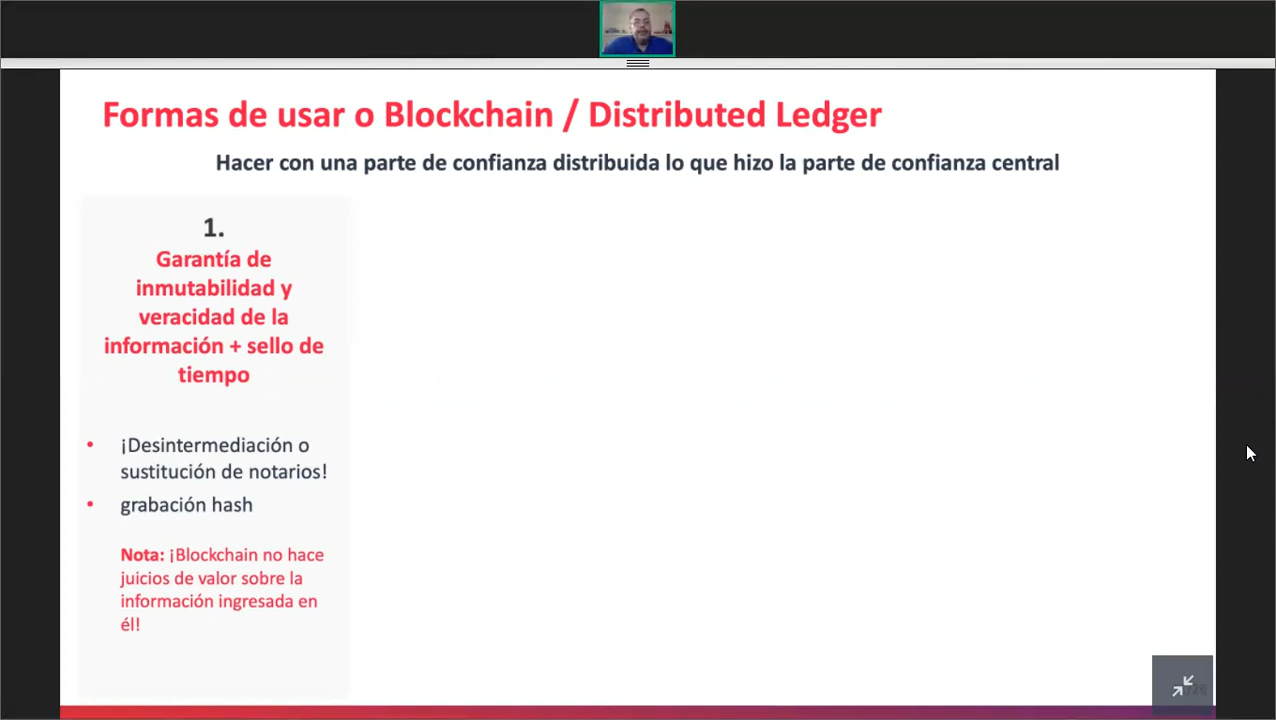 Formas de usar o Blockchain / Distributed Ledger
Hacer con una parte de confianza distribuida lo que hizo la parte de confianza central
1.
Garantía de
inmutabilidad y
veracidad de la
información + sello de
tiempo
• ¡Desintermediación o
sustitución de notarios!
• grabación hash
Nota: ¡Blockchain no hace
juicios de valor sobre la
información ingresada en
él!